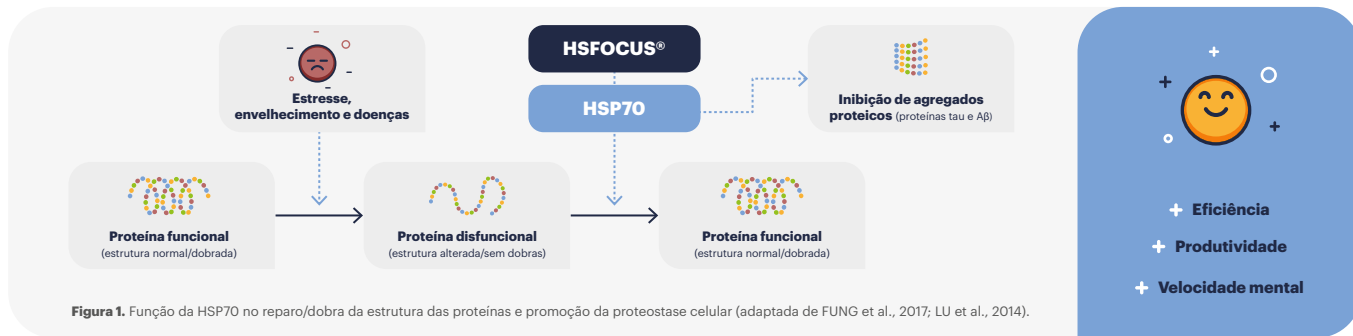 Estresse,
envelhecimento e doenças
HSFOCUS®
HSP70
Inibição de agregados
proteicos (proteínas tau e Aβ)
Proteína funcional
(estrutura normal/dobrada)
Proteína disfuncional
(estrutura alterada/sem dobras)
Proteína funcional
(estrutura normal/dobrada)
Figura 1. Função da HSP70 no reparo/dobra da estrutura das proteínas e promoção da proteostase celular (adaptada de FUNG et al., 2017; LU et al., 2014).
+ Eficiência
+ Produtividade
+ Velocidade mental